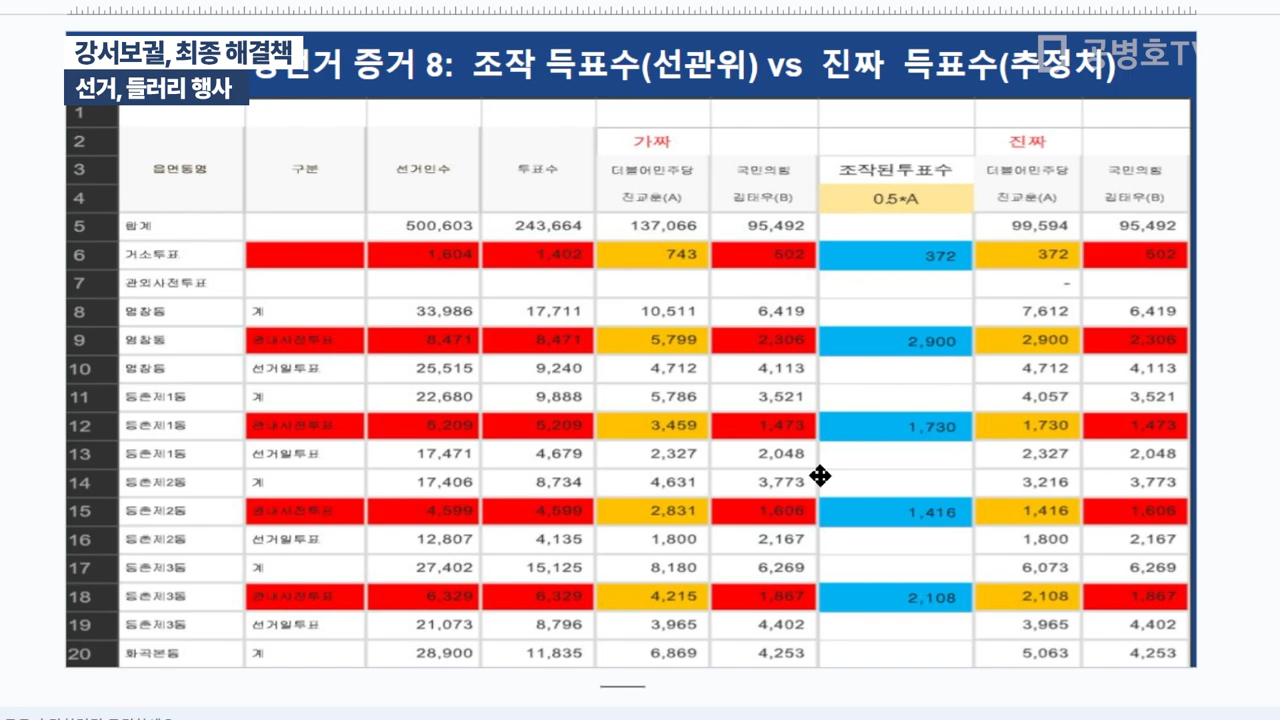 강서보궐, 최종 해결책
선거, 들러리 행사
선거 증거 8: 조작 득표수(선관위) vs 진짜 득표수(추정치)
공병호TV
1
2 가짜 진짜
3 읍면동명 구분 선거인수 투표수 더불어민주당 국민의힘 조작된투표수 더불어민주당 국민의힘
4 진교훈(A) 김태우(B) 0.5*A 진교훈(A) 김태우(B)
5 합계 500,603 243,664 137,066 95,492 99,594 95,492
6 거소투표 1,604 1,402 743 502 372 372 502
7 관외사전투표 -
8 염창동 계 33,986 17,711 10,511 6,419 7,612 6,419
9 염창동 관내사전투표 8,471 8,471 5,799 2,306 2,900 2,900 2,306
10 염창동 선거일투표 25,515 9,240 4,712 4,113 4,712 4,113
11 등촌제1동 계 22,680 9,888 5,786 3,521 4,057 3,521
12 등촌제1동 관내사전투표 5,209 5,209 3,459 1,473 1,730 1,730 1,473
13 등촌제1동 선거일투표 17,471 4,679 2,327 2,048 2,327 2,048
14 등촌제2동 계 17,406 8,734 4,631 3,773 3,216 3,773
15 등촌제2동 관내사전투표 4,599 4,599 2,831 1,606 1,416 1,416 1,606
16 등촌제2동 선거일투표 12,807 4,135 1,800 2,167 1,800 2,167
17 등촌제3동 계 27,402 15,125 8,180 6,269 6,073 6,269
18 등촌제3동 관내사전투표 6,329 6,329 4,215 1,867 2,108 2,108 1,867
19 등촌제3동 선거일투표 21,073 8,796 3,965 4,402 3,965 4,402
20 화곡본동 계 28,900 11,835 6,869 4,253 5,063 4,253